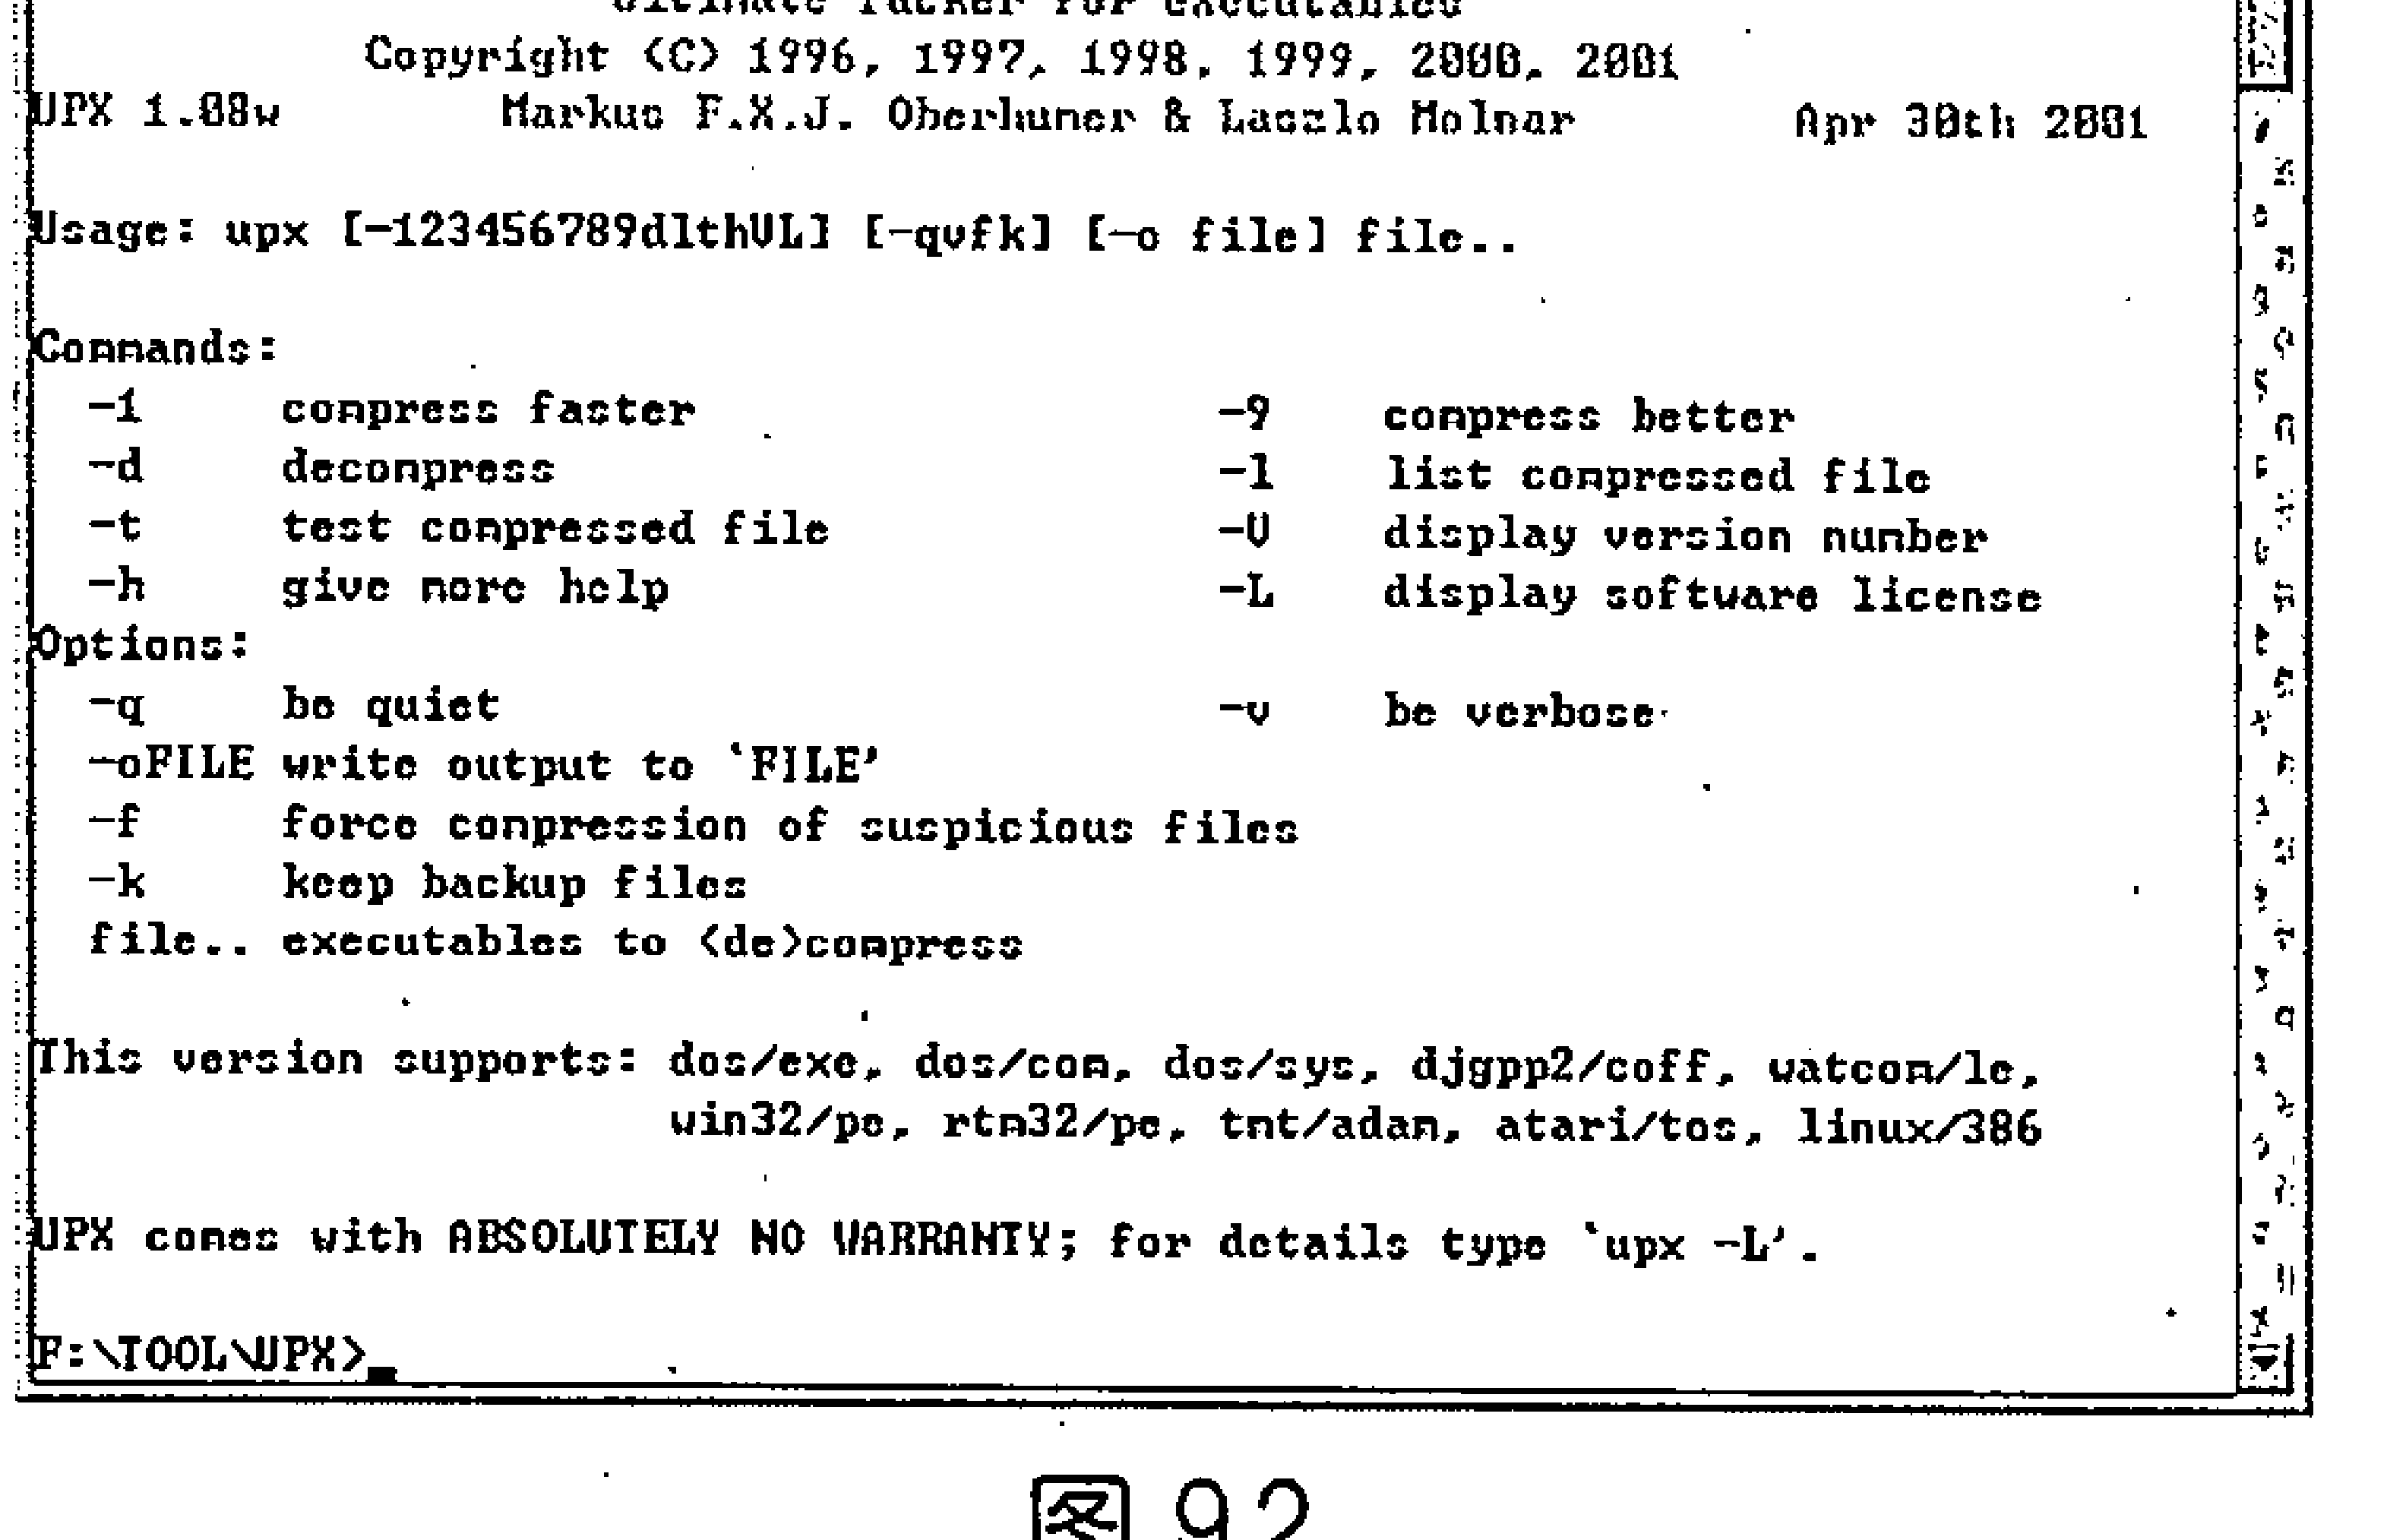 Ultimate Packer for executables
Copyright (C) 1996, 1997, 1998, 1999, 2000, 2001
UPX 1.08w Markus F.X.J. Oberhumer & Laszlo Molnar Apr 30th 2001
Usage: upx [-123456789dlthVL] [-qvfk] [-o file] file..
Commands:
-1 compress faster -9 compress better
-d decompress -l list compressed file
-t test compressed file -V display version number
-h give more help -L display software license
Options:
-q be quiet -v be verbose
-oFILE write output to `FILE'
-f force compression of suspicious files
-k keep backup files
file.. executables to (de)compress
This version supports: dos/exe, dos/com, dos/sys, djgpp2/coff, watcom/le,
win32/pe, rtm32/pe, tmt/adam, atari/tos, linux/386
UPX comes with ABSOLUTELY NO WARRANTY; for details type `upx -L'.
F:\TOOL\UPX>_
图 92